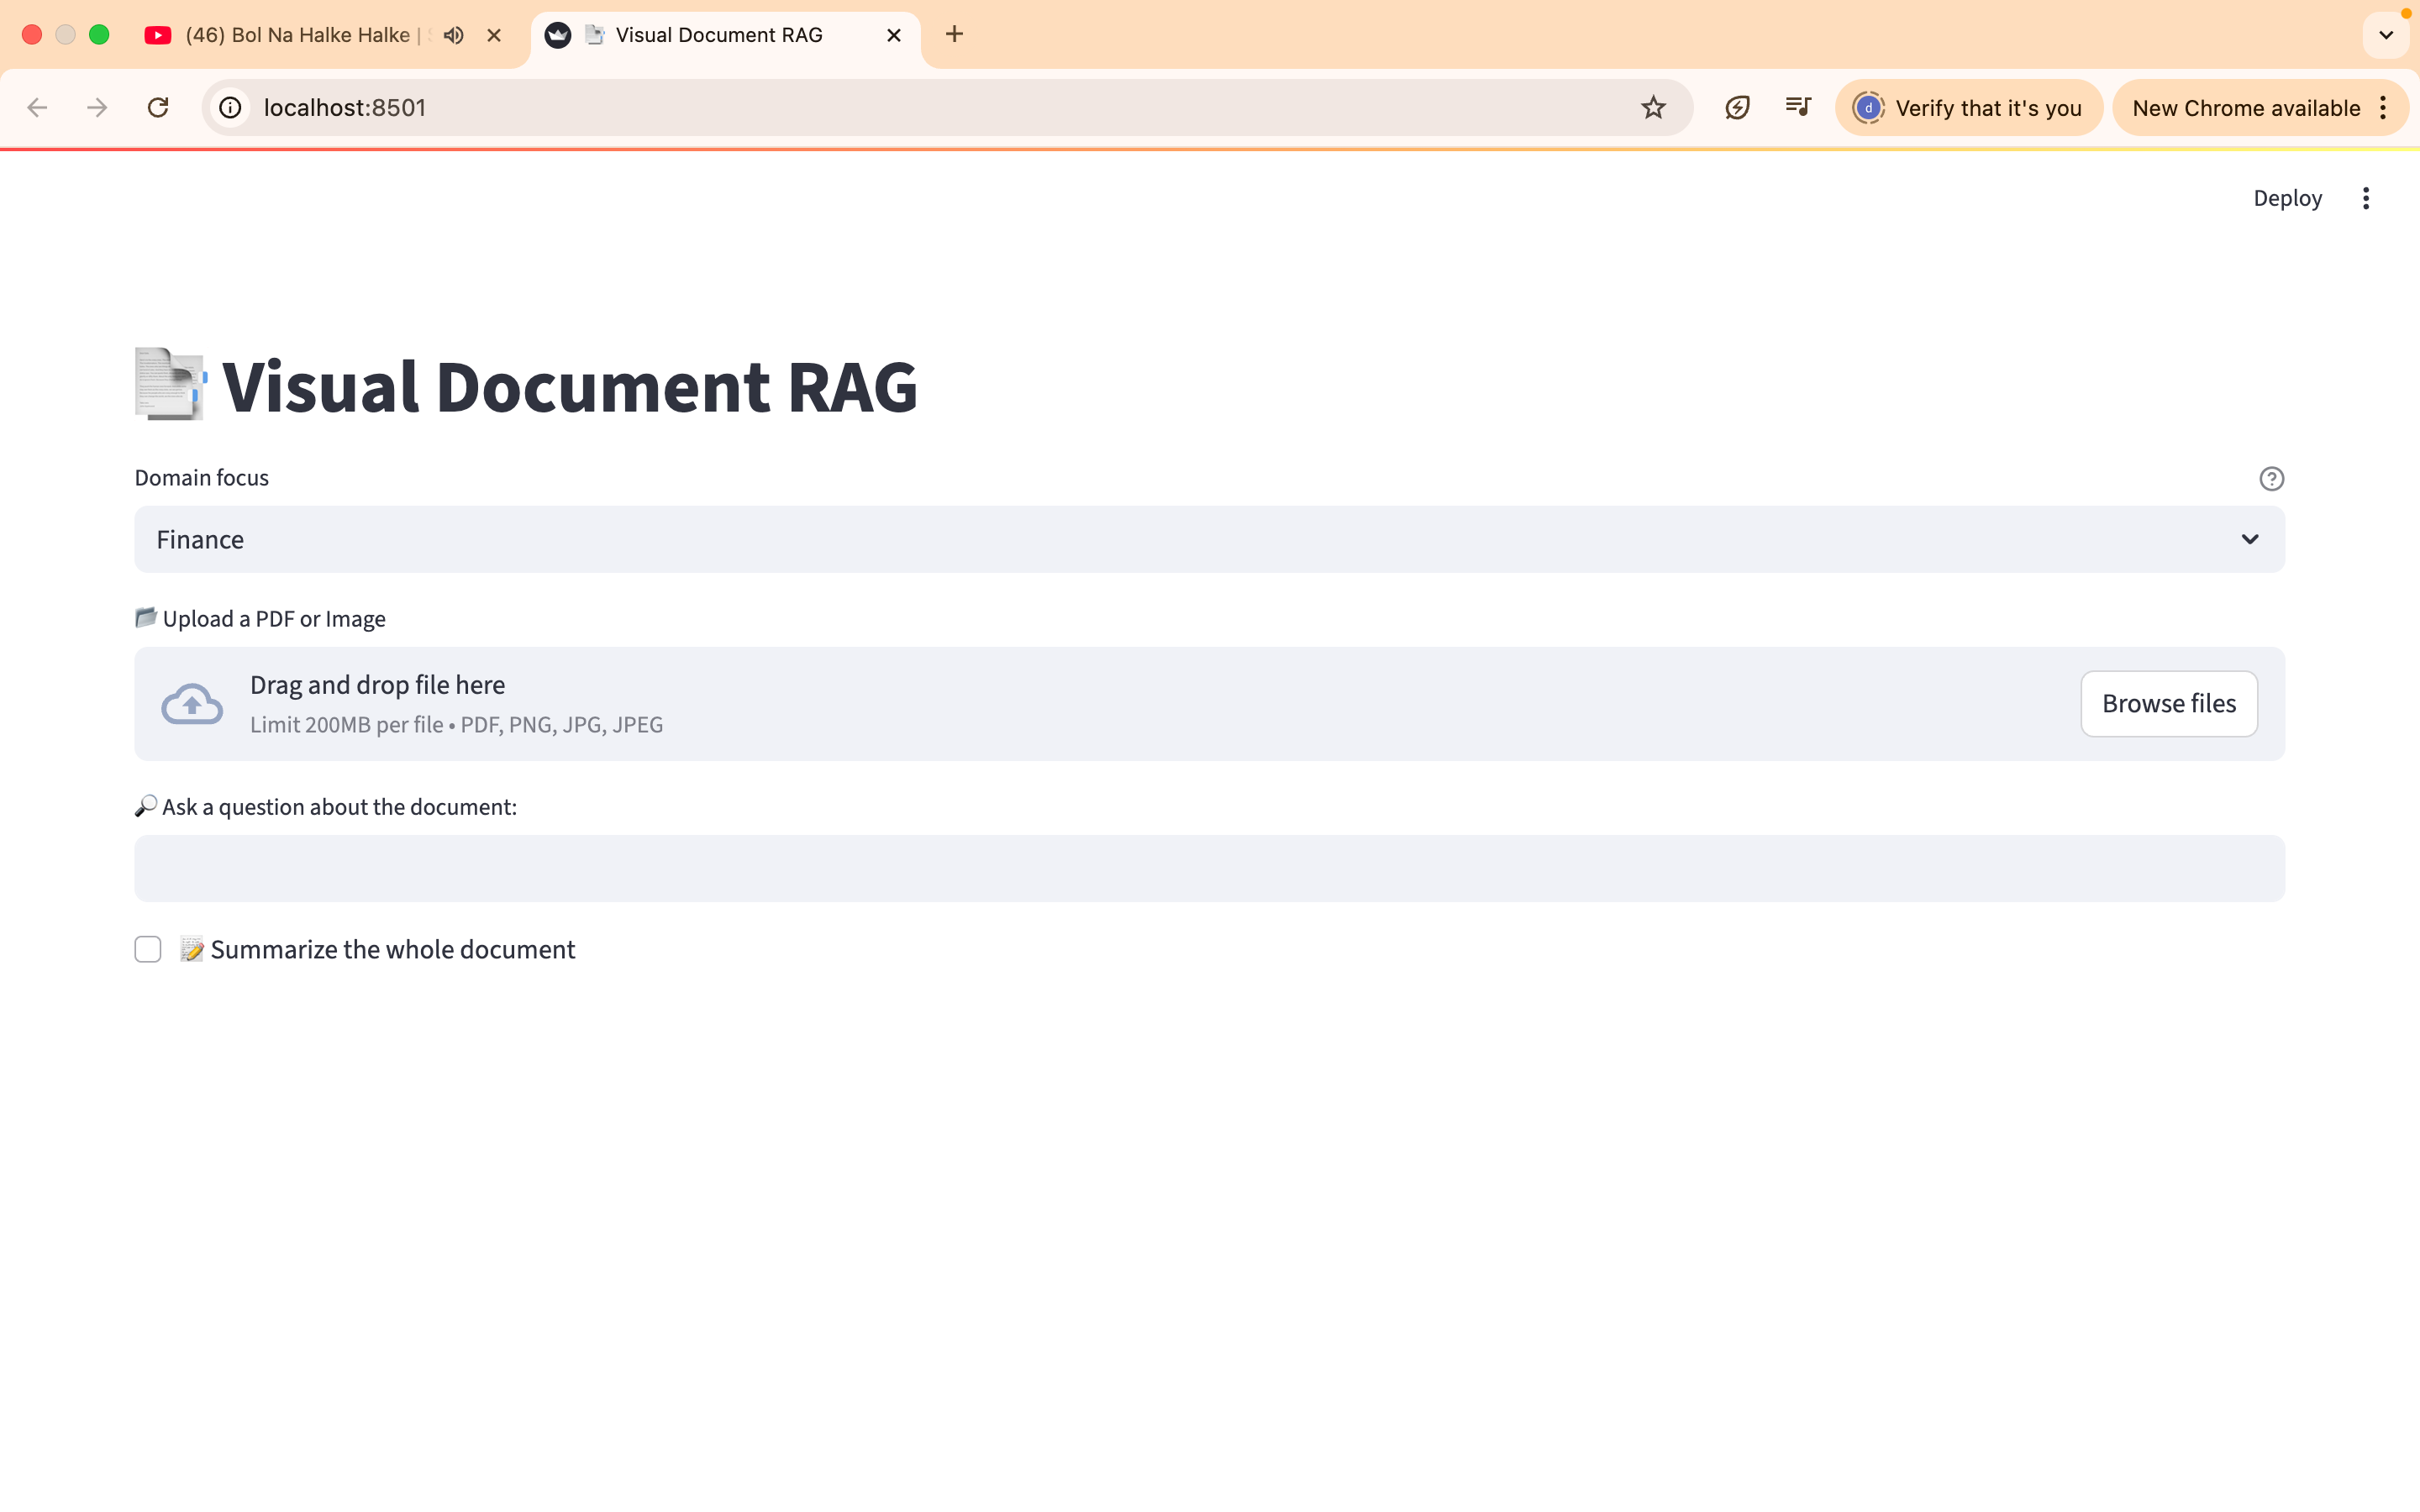 (46) Bol Na Halke Halke |
Visual Document RAG
localhost:8501
Verify that it's you
New Chrome available
Deploy
Visual Document RAG
Domain focus
Finance
Upload a PDF or Image
Drag and drop file here
Limit 200MB per file • PDF, PNG, JPG, JPEG
Browse files
Ask a question about the document:
Summarize the whole document